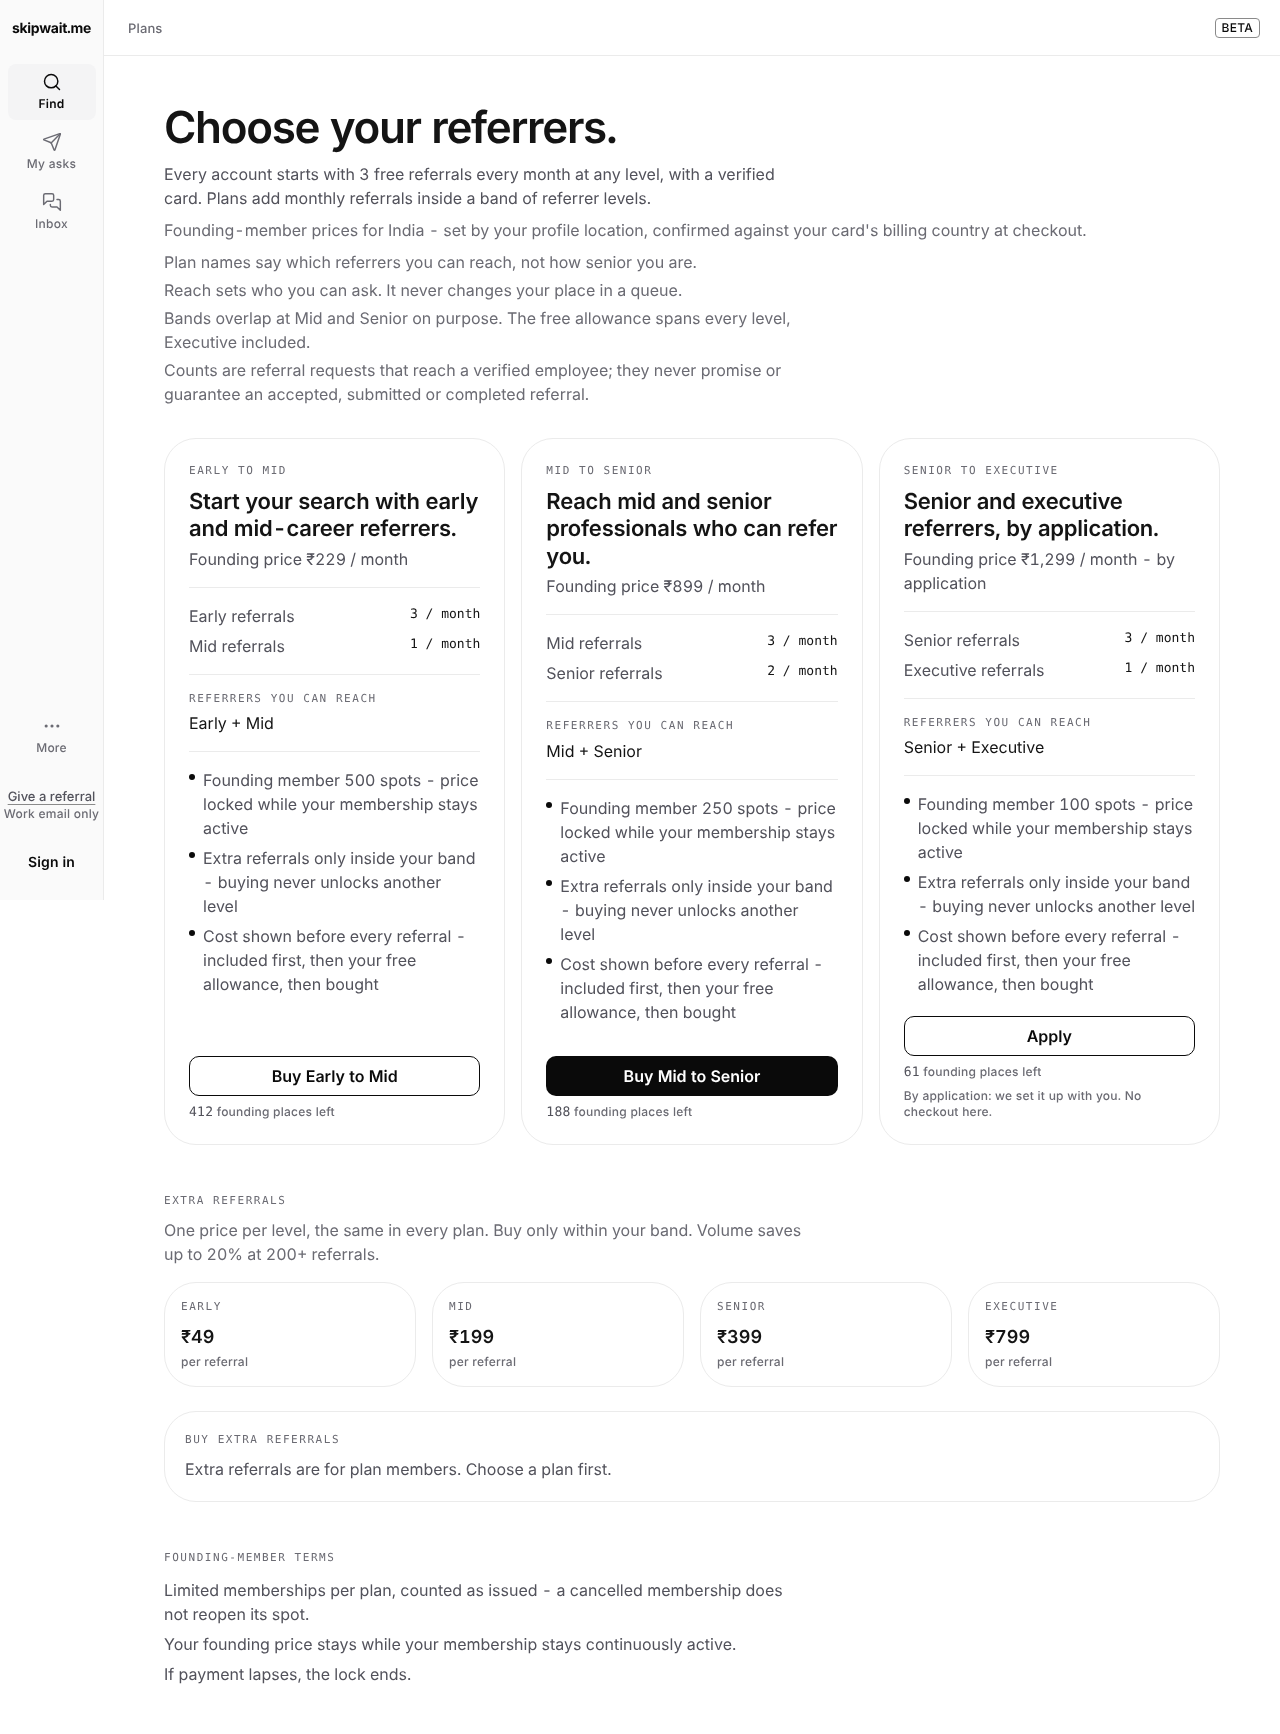 skipwait.me
Plans
BETA
Find
My asks
Inbox
More
Give a referral
Work email only
Sign in
Choose your referrers.
Every account starts with 3 free referrals every month at any level, with a verified
card. Plans add monthly referrals inside a band of referrer levels.
Founding-member prices for India - set by your profile location, confirmed against your card's billing country at checkout.
Plan names say which referrers you can reach, not how senior you are.
Reach sets who you can ask. It never changes your place in a queue.
Bands overlap at Mid and Senior on purpose. The free allowance spans every level,
Executive included.
Counts are referral requests that reach a verified employee; they never promise or
guarantee an accepted, submitted or completed referral.
EARLY TO MID
Start your search with early
and mid-career referrers.
Founding price ₹229 / month
Early referrals 3 / month
Mid referrals 1 / month
REFERRERS YOU CAN REACH
Early + Mid
Founding member 500 spots - price
locked while your membership stays
active
Extra referrals only inside your band
- buying never unlocks another
level
Cost shown before every referral -
included first, then your free
allowance, then bought
Buy Early to Mid
412 founding places left
MID TO SENIOR
Reach mid and senior
professionals who can refer
you.
Founding price ₹899 / month
Mid referrals 3 / month
Senior referrals 2 / month
REFERRERS YOU CAN REACH
Mid + Senior
Founding member 250 spots - price
locked while your membership stays
active
Extra referrals only inside your band
- buying never unlocks another
level
Cost shown before every referral -
included first, then your free
allowance, then bought
Buy Mid to Senior
188 founding places left
SENIOR TO EXECUTIVE
Senior and executive
referrers, by application.
Founding price ₹1,299 / month - by
application
Senior referrals 3 / month
Executive referrals 1 / month
REFERRERS YOU CAN REACH
Senior + Executive
Founding member 100 spots - price
locked while your membership stays
active
Extra referrals only inside your band
- buying never unlocks another level
Cost shown before every referral -
included first, then your free
allowance, then bought
Apply
61 founding places left
By application: we set it up with you. No
checkout here.
EXTRA REFERRALS
One price per level, the same in every plan. Buy only within your band. Volume saves
up to 20% at 200+ referrals.
EARLY
₹49
per referral
MID
₹199
per referral
SENIOR
₹399
per referral
EXECUTIVE
₹799
per referral
BUY EXTRA REFERRALS
Extra referrals are for plan members. Choose a plan first.
FOUNDING-MEMBER TERMS
Limited memberships per plan, counted as issued - a cancelled membership does
not reopen its spot.
Your founding price stays while your membership stays continuously active.
If payment lapses, the lock ends.